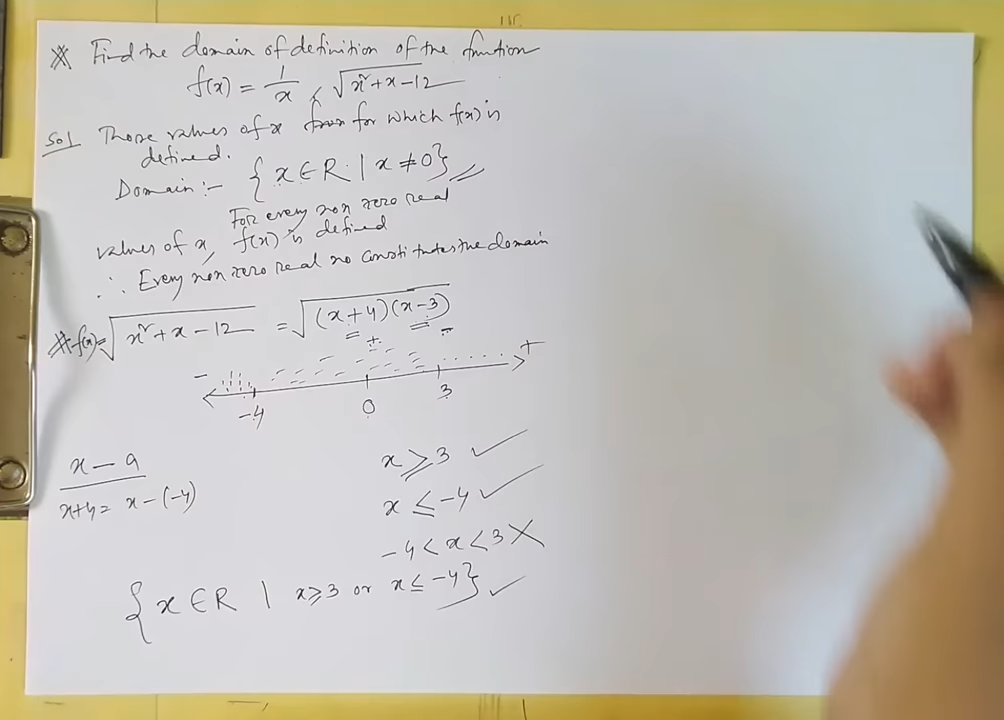 ※ Find the domain of definition of the function
f(x) = 1/x , √(x²+x-12)
Sol Those values of x for which f(x) is
defined.
Domain :- {x ∈ R | x ≠ 0}
For every non zero real
values of x, f(x) is defined
∴ Every non zero real no constitutes the domain
※ f(x) = √(x²+x-12) = √((x+4)(x-3))
+ -
- +
-4 0 3
x - a
x+4 = x-(-4)
x ≥ 3 ✓
x ≤ -4 ✓
-4 < x < 3 ✗
{x ∈ R | x ≥ 3 or x ≤ -4} ✓